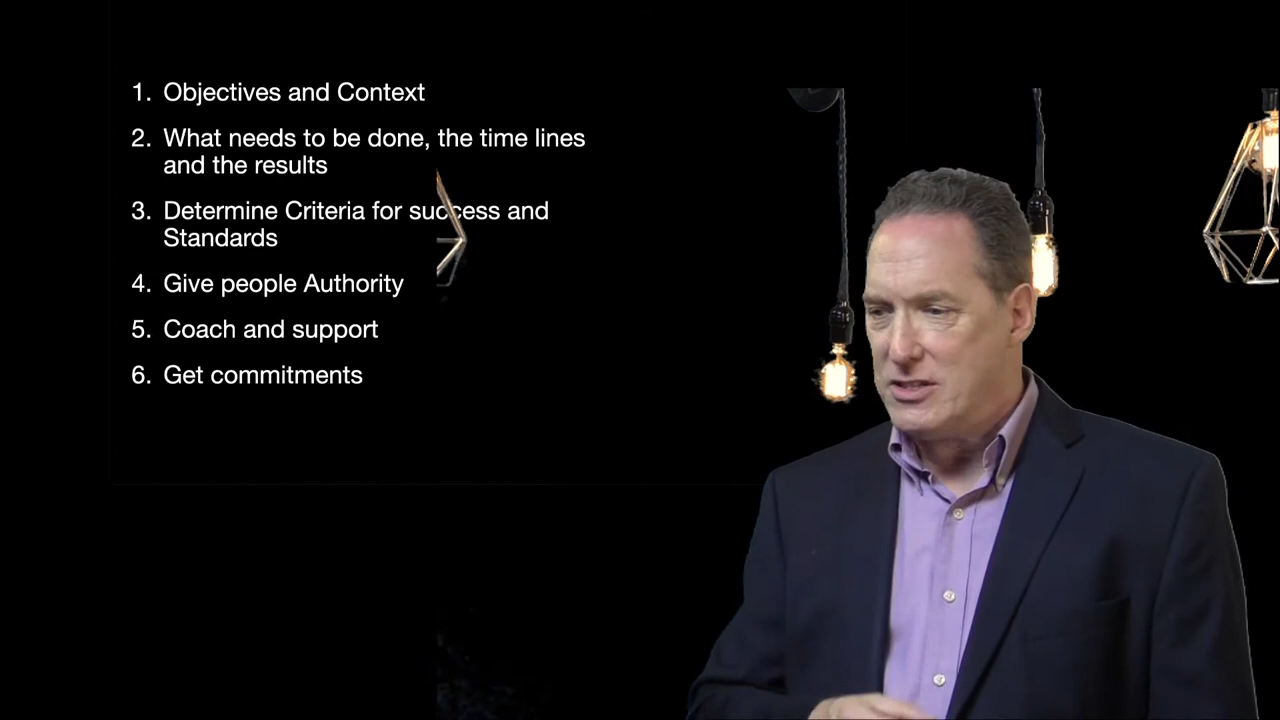 1. Objectives and Context
2. What needs to be done, the time lines
and the results
3. Determine Criteria for success and
Standards
4. Give people Authority
5. Coach and support
6. Get commitments